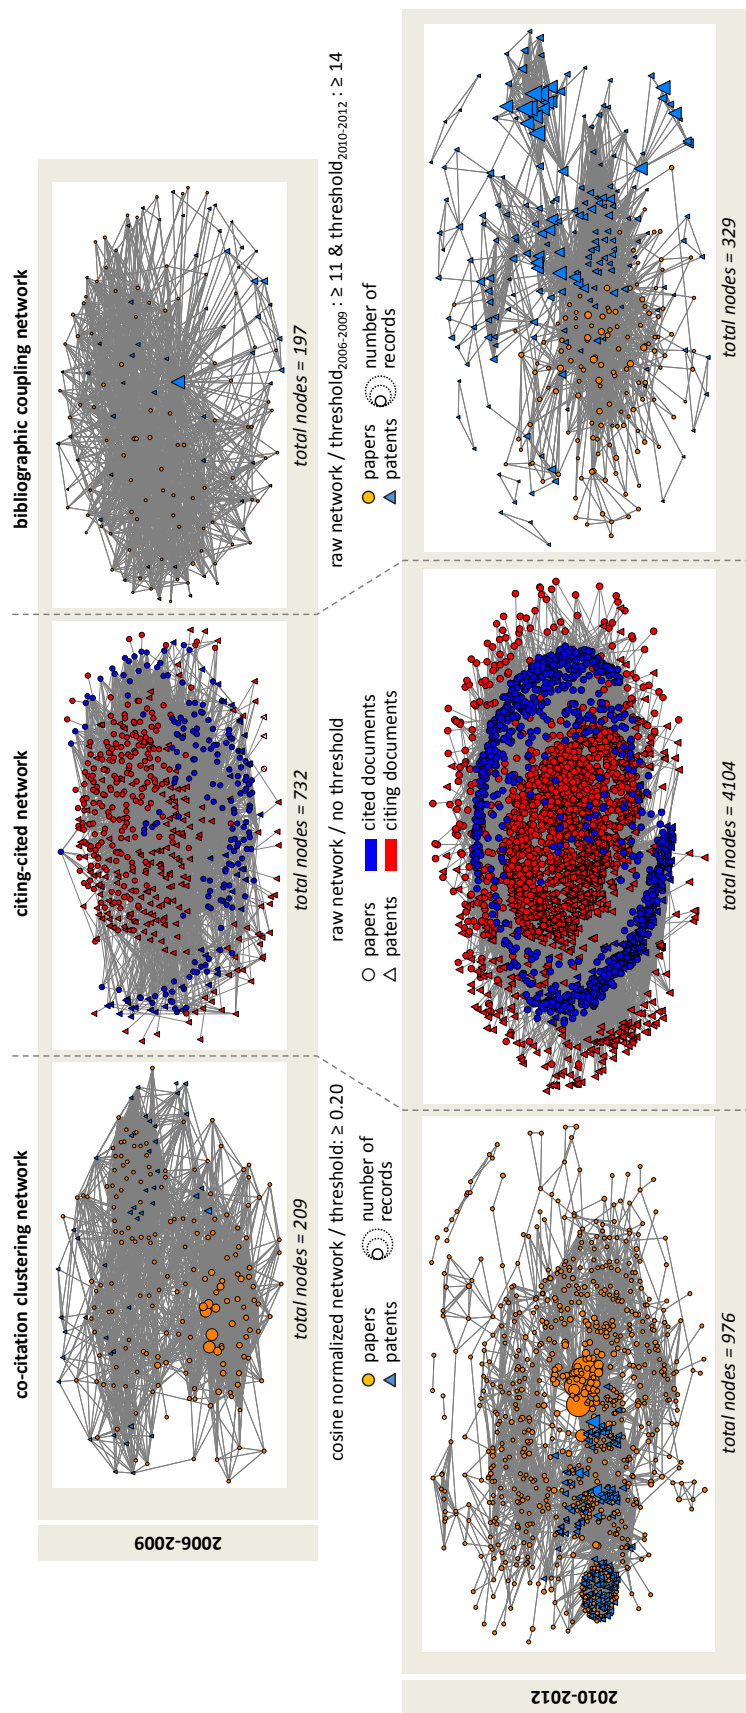 co-citation clustering network
citing-cited network
bibliographic coupling network
2006-2009
total nodes = 209
total nodes = 732
total nodes = 197
cosine normalized network / threshold: ≥ 0.20
papers
patents
number of
records
raw network / no threshold
papers
patents
cited documents
citing documents
raw network / threshold2006-2009 : ≥ 11 & threshold2010-2012 : ≥ 14
papers
patents
number of
records
2010-2012
total nodes = 976
total nodes = 4104
total nodes = 329